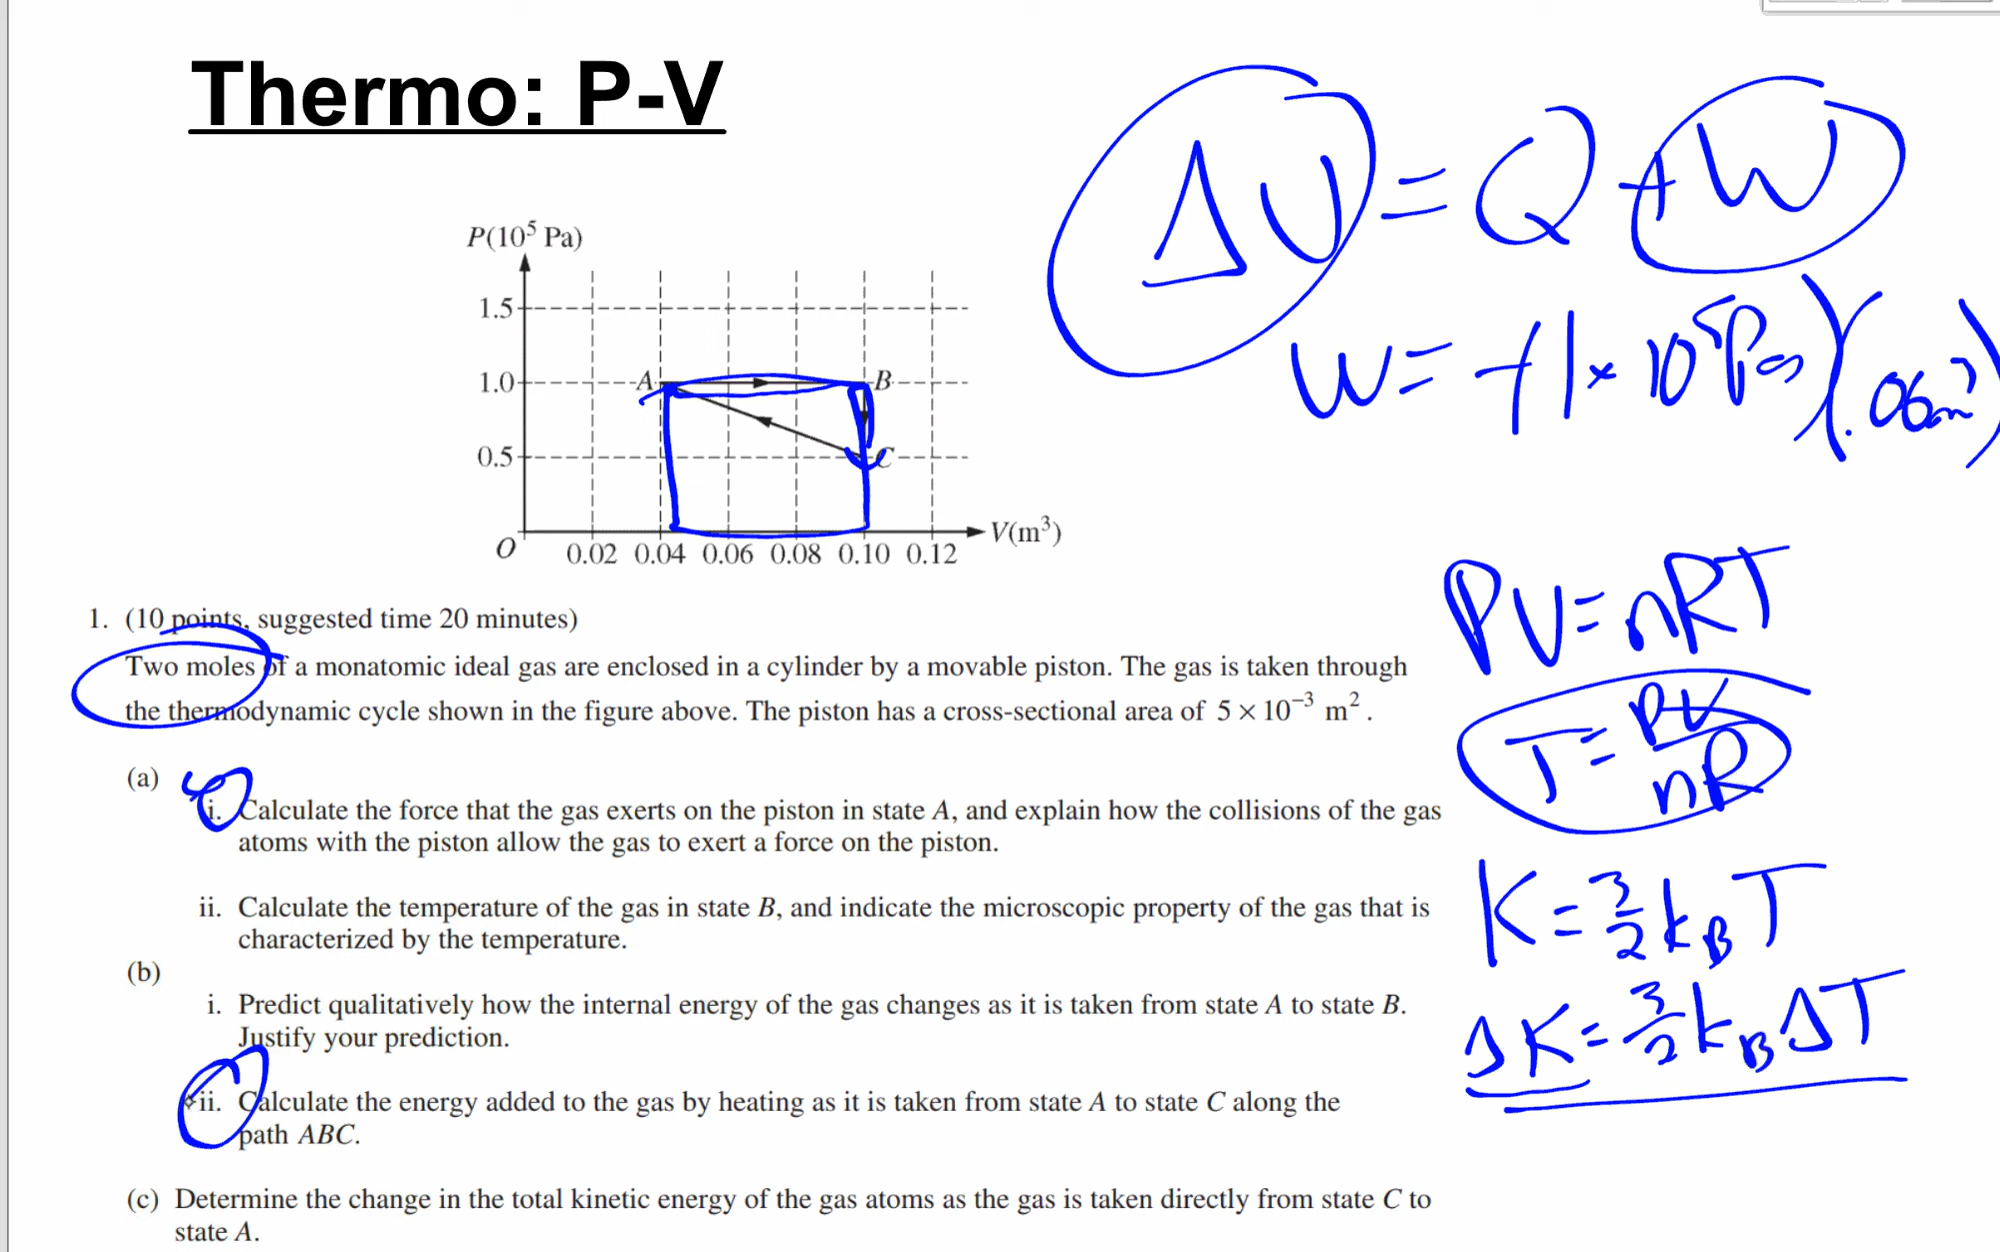 Thermo: P-V
ΔU = Q + W
W = +1 × 10⁵ Pa)(.06 m³)
P(10⁵ Pa)
1.5
1.0
A
B
0.5
C
O
0.02 0.04 0.06 0.08 0.10 0.12
V(m³)
PV = nRT
T = PV/nR
K = 3/2 k_B T
ΔK = 3/2 k_B ΔT
1. (10 points, suggested time 20 minutes)
Two moles of a monatomic ideal gas are enclosed in a cylinder by a movable piston. The gas is taken through
the thermodynamic cycle shown in the figure above. The piston has a cross-sectional area of 5 × 10⁻³ m².
(a)
i. Calculate the force that the gas exerts on the piston in state A, and explain how the collisions of the gas
atoms with the piston allow the gas to exert a force on the piston.
ii. Calculate the temperature of the gas in state B, and indicate the microscopic property of the gas that is
characterized by the temperature.
(b)
i. Predict qualitatively how the internal energy of the gas changes as it is taken from state A to state B.
Justify your prediction.
ii. Calculate the energy added to the gas by heating as it is taken from state A to state C along the
path ABC.
(c) Determine the change in the total kinetic energy of the gas atoms as the gas is taken directly from state C to
state A.